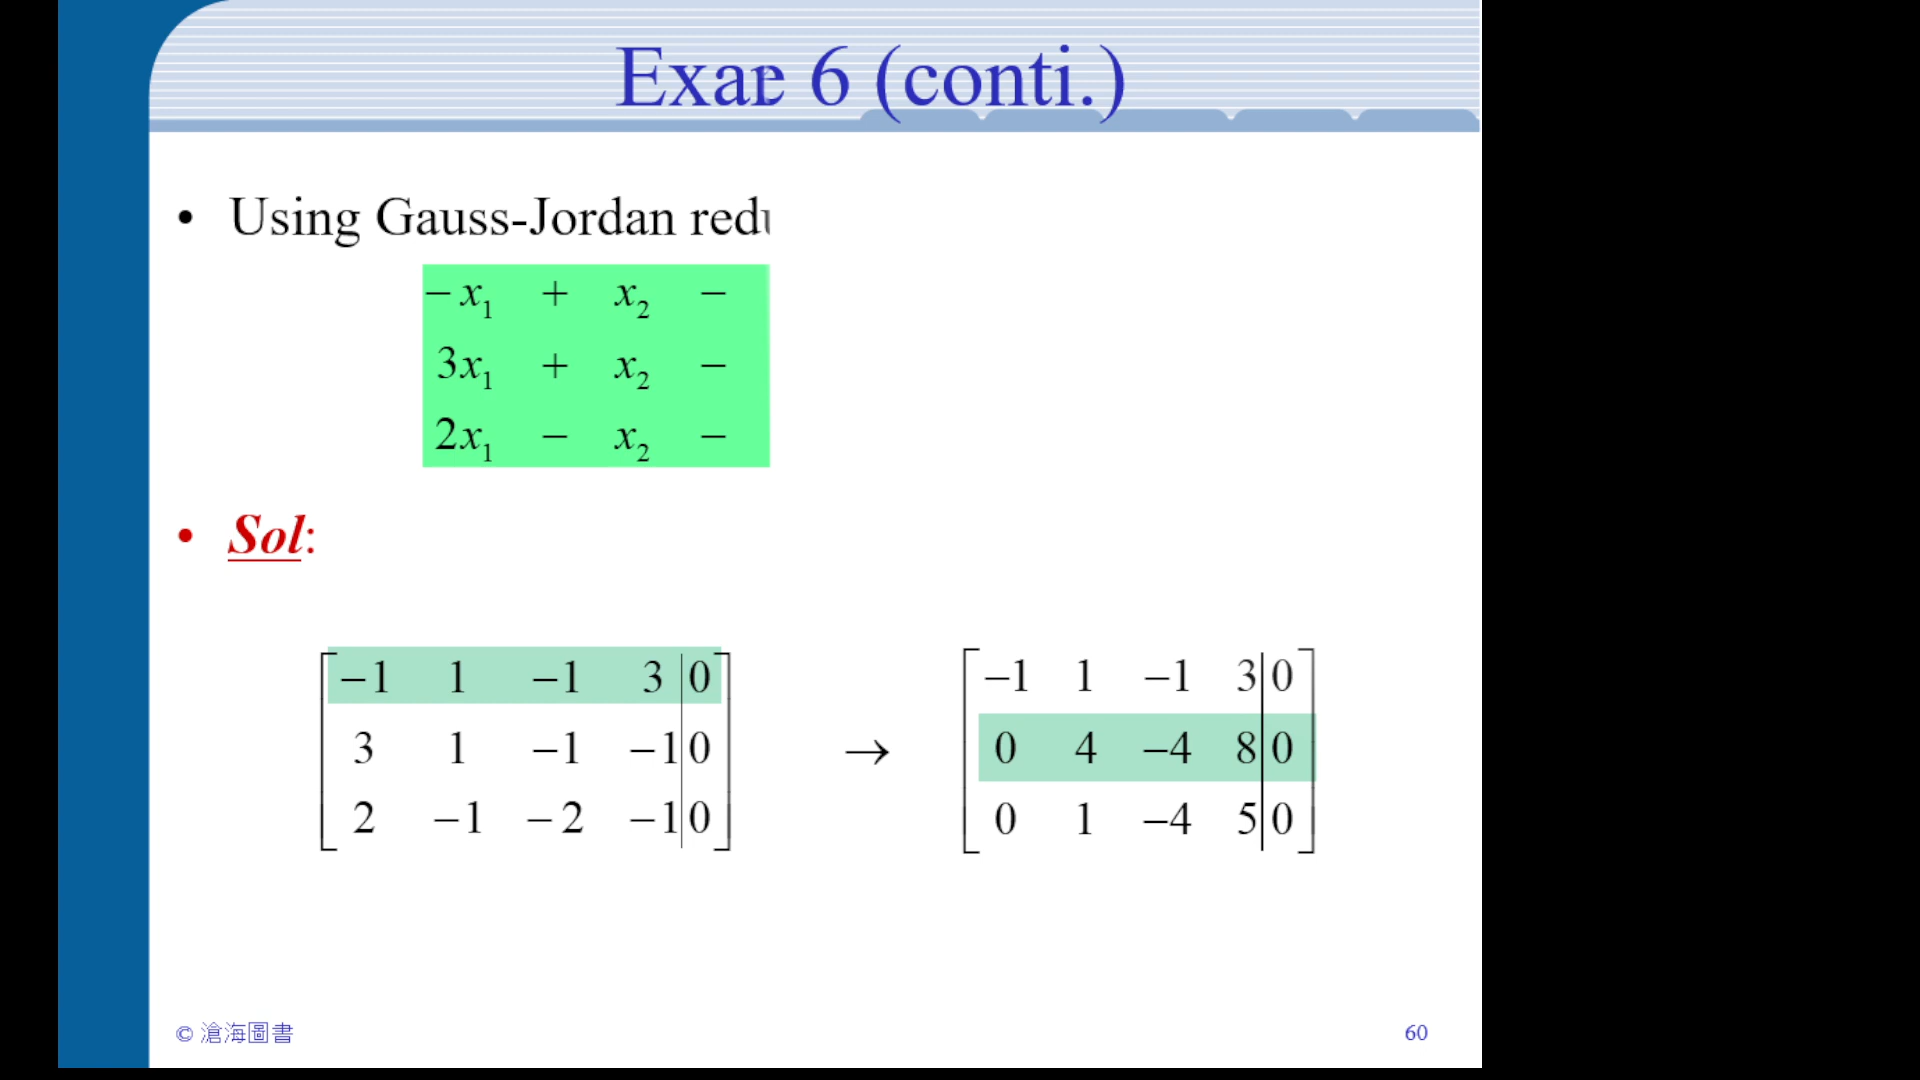 6 (conti.)
• Using Gauss-Jordan
− x₁ + x₂ −
3x₁ + x₂ −
2x₁ − x₂ −
• Sol:
−1 1 −1 3 | 0
3 1 −1 −1 | 0
2 −1 −2 −1 | 0
→
−1 1 −1 3 | 0
0 4 −4 8 | 0
0 1 −4 5 | 0
© 滄海圖書
60